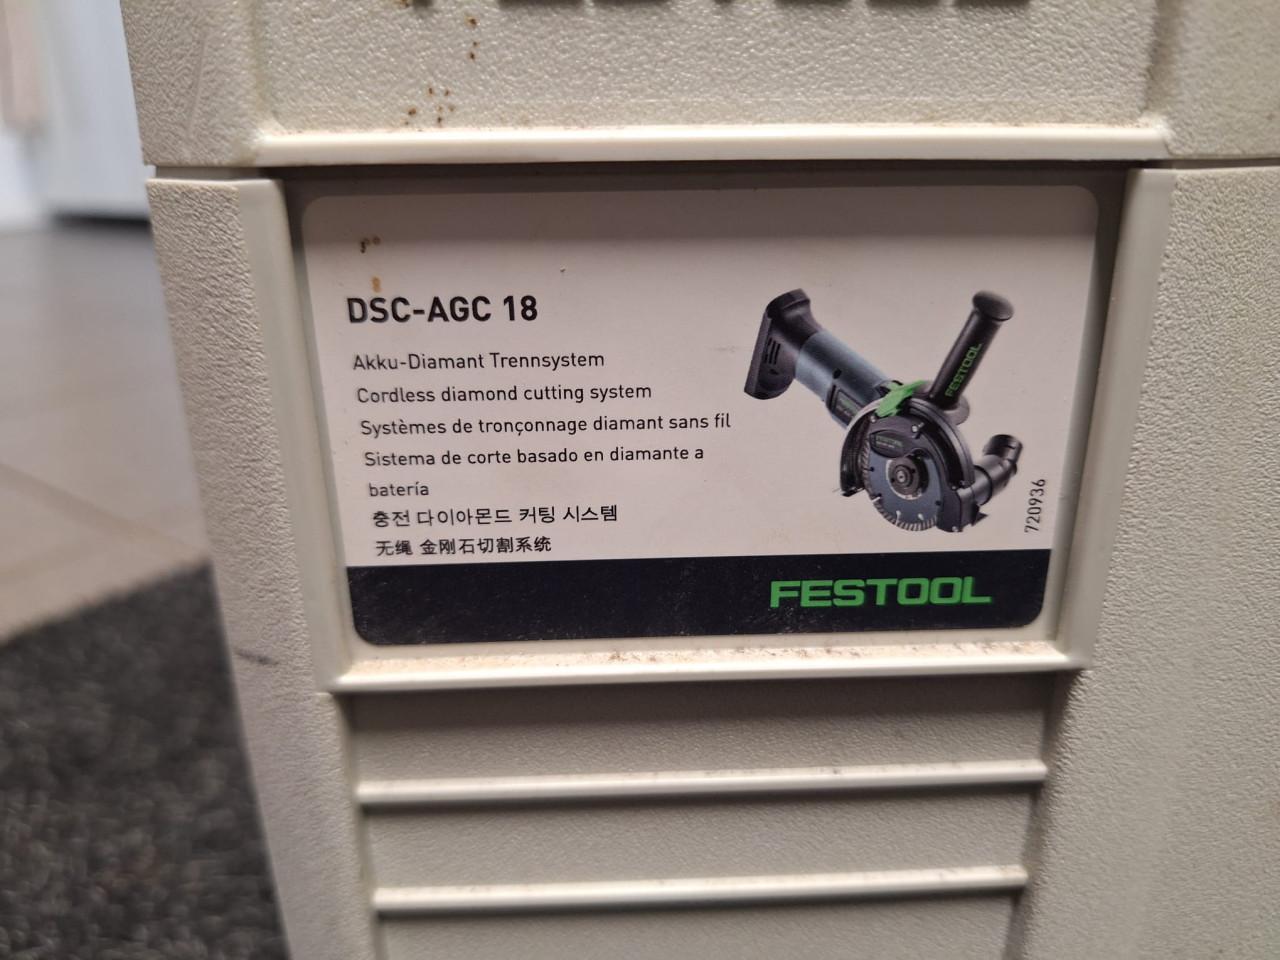 DSC-AGC 18
Akku-Diamant Trennsystem
Cordless diamond cutting system
Systèmes de tronçonnage diamant sans fil
Sistema de corte basado en diamante a
batería
충전 다이아몬드 커팅 시스템
无绳 金刚石切割系统
FESTOOL
720936
FESTOOL